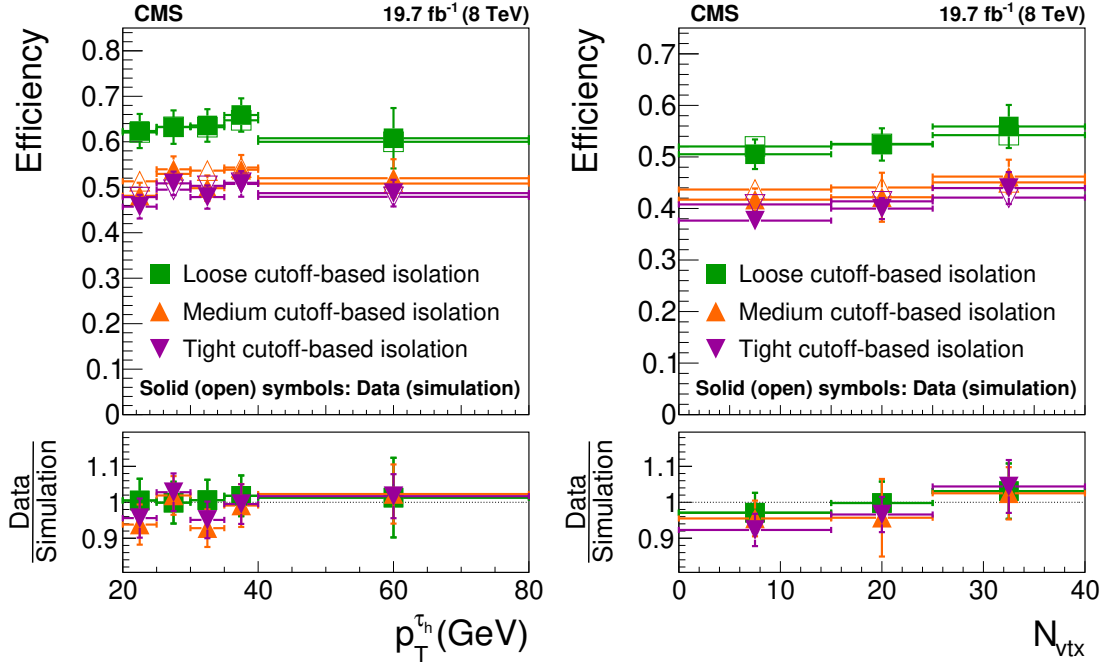 CMS 19.7 fb⁻¹ (8 TeV)
Efficiency
0.8
0.7
0.6
0.5
0.4
0.3
0.2
0.1
0
Loose cutoff-based isolation
Medium cutoff-based isolation
Tight cutoff-based isolation
Solid (open) symbols: Data (simulation)
Data
Simulation
1.1
1
0.9
20 40 60 80
p_T^{τ_h} (GeV)
CMS 19.7 fb⁻¹ (8 TeV)
Efficiency
0.7
0.6
0.5
0.4
0.3
0.2
0.1
0
Loose cutoff-based isolation
Medium cutoff-based isolation
Tight cutoff-based isolation
Solid (open) symbols: Data (simulation)
Data
Simulation
1.1
1
0.9
0 10 20 30 40
N_vtx